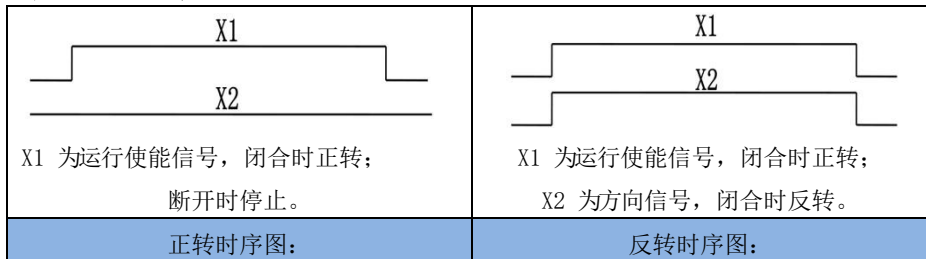 X1
X2
X1 为运行使能信号，闭合时正转；
断开时停止。
X1
X2
X1 为运行使能信号，闭合时正转；
X2 为方向信号，闭合时反转。
正转时序图：
反转时序图：